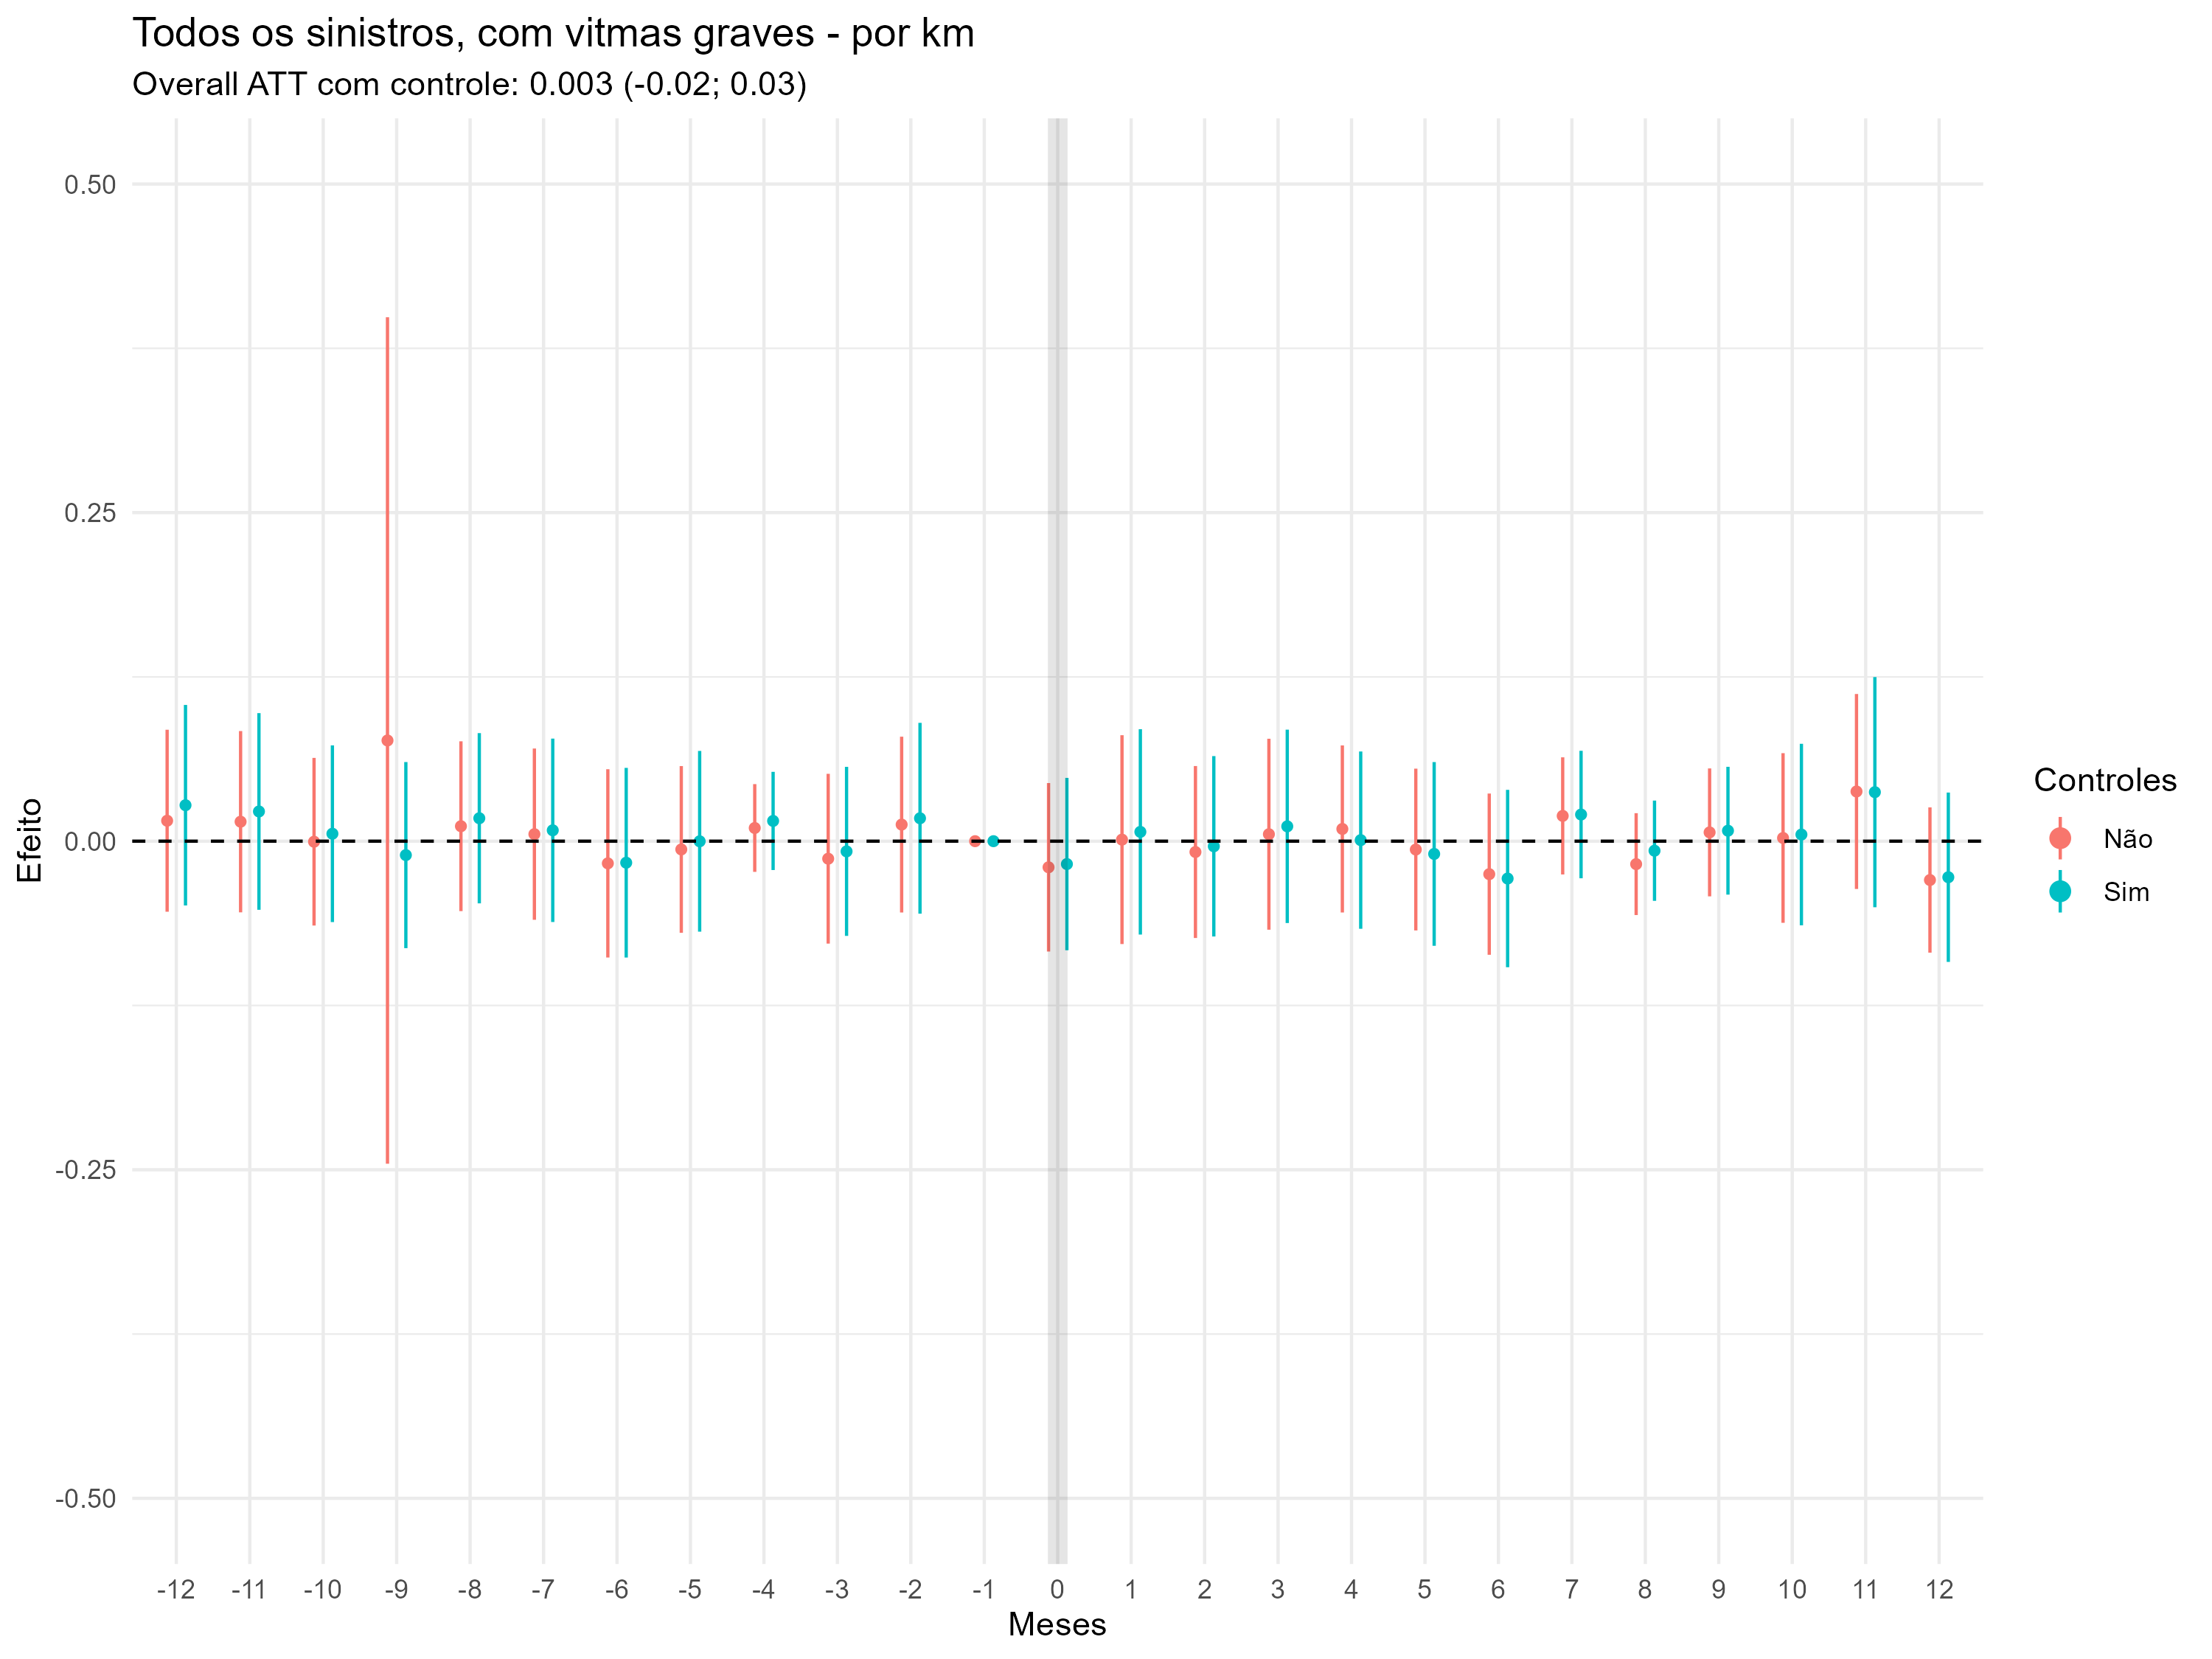 Todos os sinistros, com vitmas graves - por km
Overall ATT com controle: 0.003 (-0.02; 0.03)
Efeito
0.50
0.25
0.00
-0.25
-0.50
-12 -11 -10 -9 -8 -7 -6 -5 -4 -3 -2 -1 0 1 2 3 4 5 6 7 8 9 10 11 12
Meses
Controles
Não
Sim